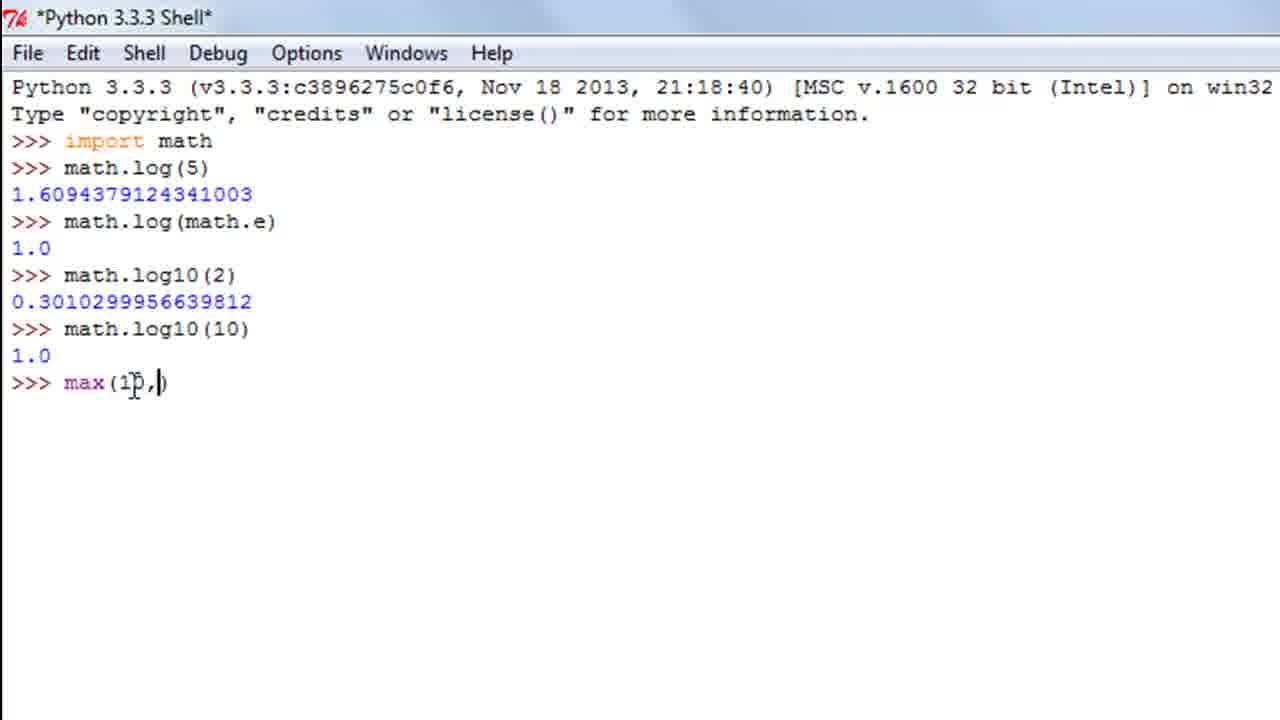 *Python 3.3.3 Shell*
File Edit Shell Debug Options Windows Help
Python 3.3.3 (v3.3.3:c3896275c0f6, Nov 18 2013, 21:18:40) [MSC v.1600 32 bit (Intel)] on win32
Type "copyright", "credits" or "license()" for more information.
>>> import math
>>> math.log(5)
1.6094379124341003
>>> math.log(math.e)
1.0
>>> math.log10(2)
0.3010299956639812
>>> math.log10(10)
1.0
>>> max(10,)